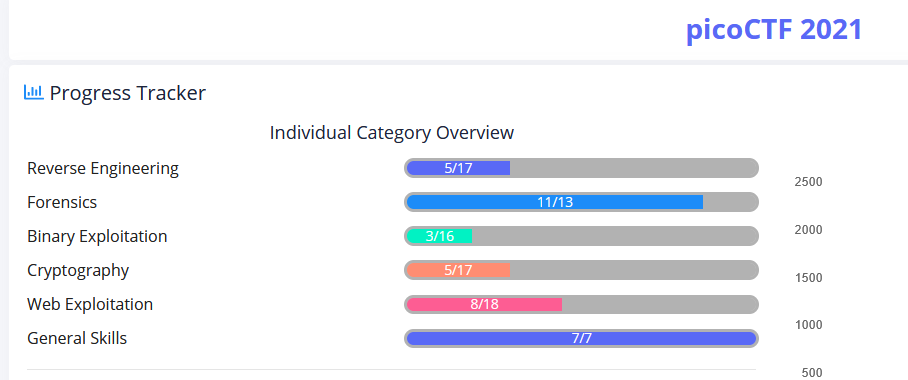 picoCTF 2021
Progress Tracker
Individual Category Overview
Reverse Engineering 5/17
2500
Forensics 11/13
2000
Binary Exploitation 3/16
Cryptography 5/17
1500
Web Exploitation 8/18
1000
General Skills 7/7
500